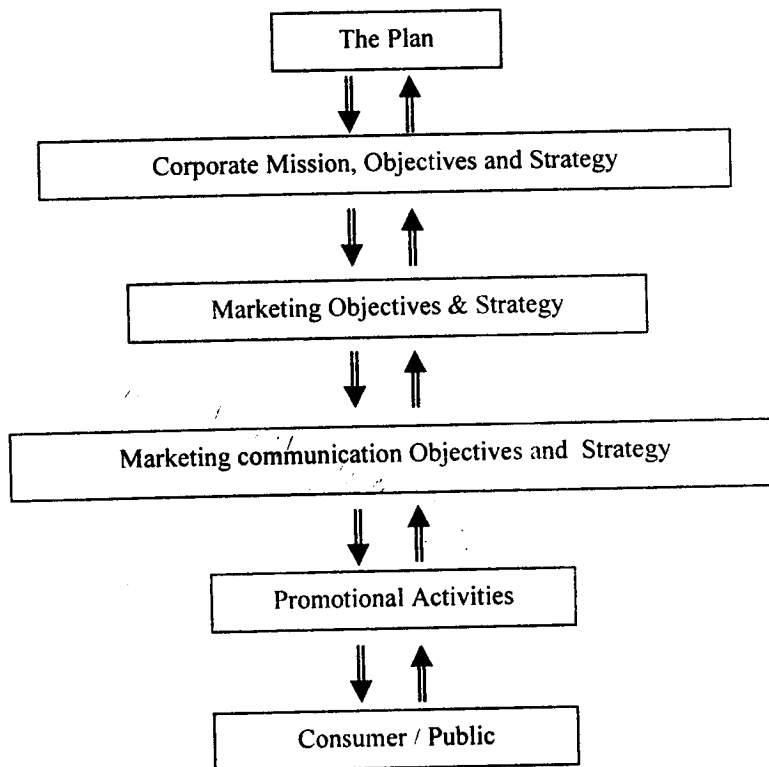 The Plan
Corporate Mission, Objectives and Strategy
Marketing Objectives & Strategy
Marketing communication Objectives and Strategy
Promotional Activities
Consumer / Public